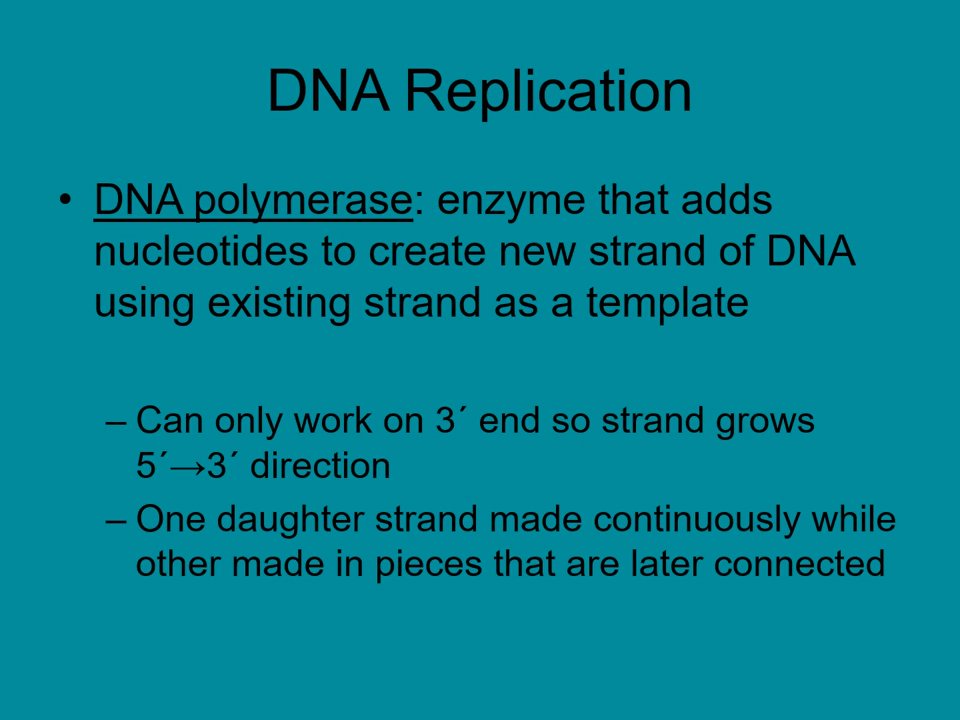 DNA Replication
• DNA polymerase: enzyme that adds
nucleotides to create new strand of DNA
using existing strand as a template
– Can only work on 3´ end so strand grows
5´→3´ direction
– One daughter strand made continuously while
other made in pieces that are later connected